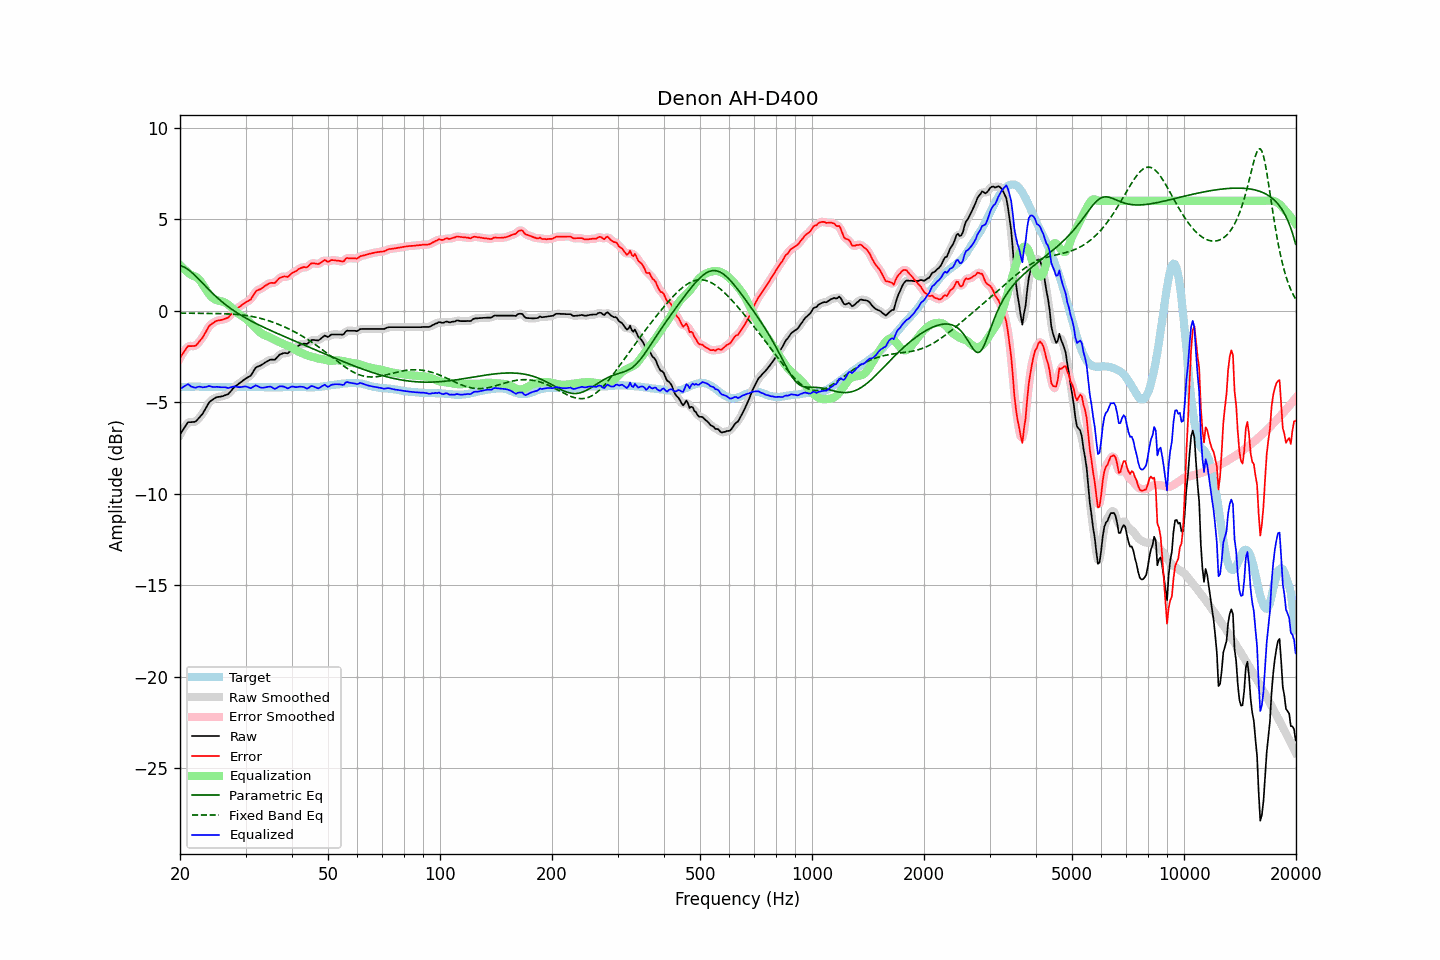 Denon AH-D400
10
5
0
−5
−10
−15
−20
−25
Amplitude (dBr)
Target
Raw Smoothed
Error Smoothed
Raw
Error
Equalization
Parametric Eq
Fixed Band Eq
Equalized
20 50 100 200 500 1000 2000 5000 10000 20000
Frequency (Hz)